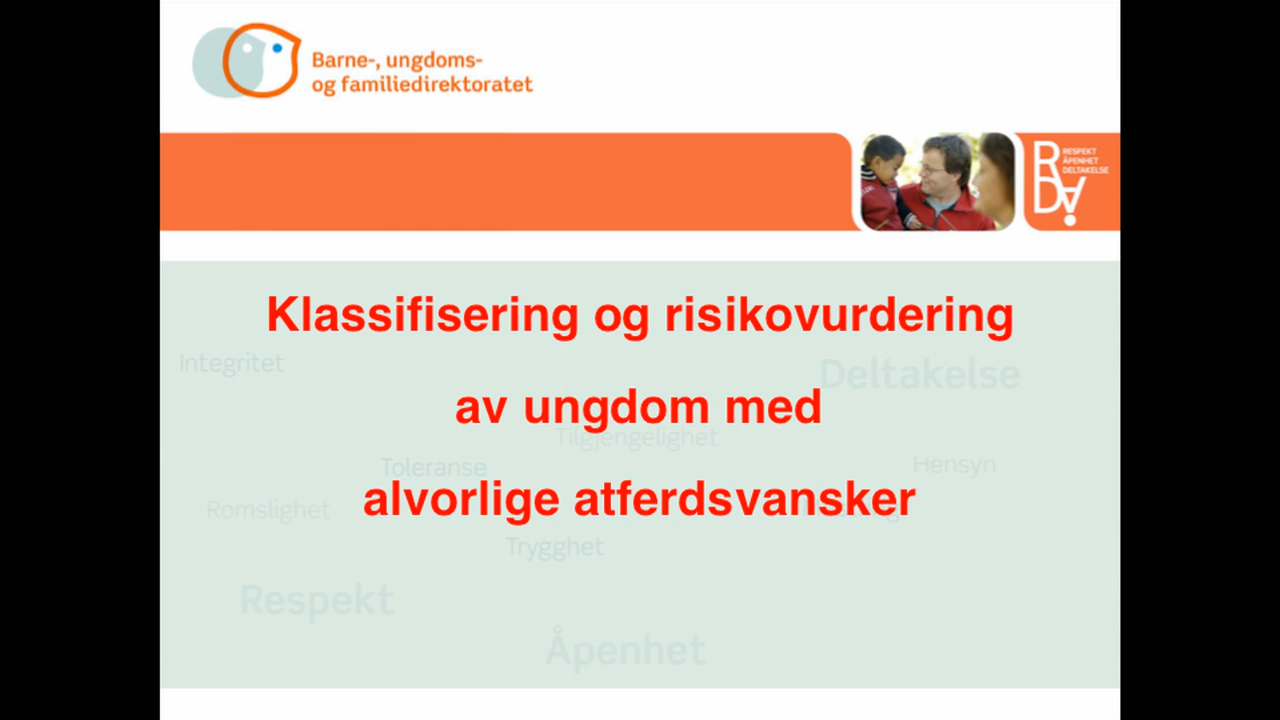 Barne-, ungdoms-
og familiedirektoratet
RESPEKT
ÅPENHET
DELTAKELSE
Klassifisering og risikovurdering
Integritet
Deltakelse
av ungdom med
Tilgjengelighet
Toleranse
Hensyn
alvorlige atferdsvansker
Romslighet
Trygghet
Respekt
Åpenhet